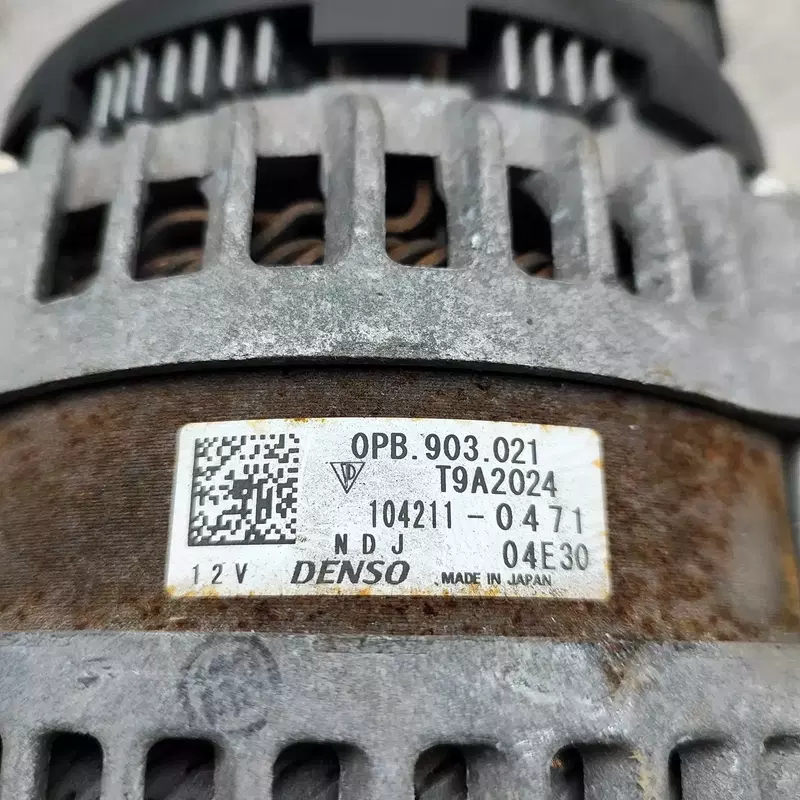 0PB.903.021
T9A2024
104211-0471
NDJ 04E30
12V DENSO MADE IN JAPAN